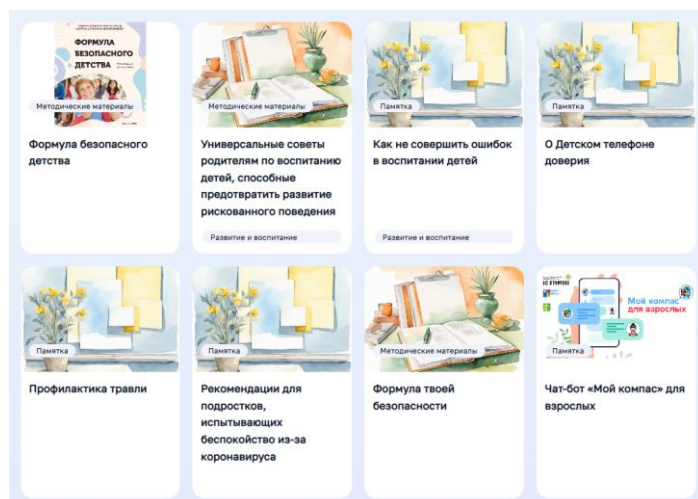 ФОРМУЛА
БЕЗОПАСНОГО
ДЕТСТВА
Методические материалы
Формула безопасного
детства
Методические материалы
Универсальные советы
родителям по воспитанию
детей, способные
предотвратить развитие
рискованного поведения
Развитие и воспитание
Памятка
Как не совершить ошибок
в воспитании детей
Развитие и воспитание
Памятка
О Детском телефоне
доверия
Памятка
Профилактика травли
Памятка
Рекомендации для
подростков,
испытывающих
беспокойство из-за
коронавируса
Методические материалы
Формула твоей
безопасности
Мой компас
для взрослых
Памятка
Чат-бот «Мой компас» для
взрослых